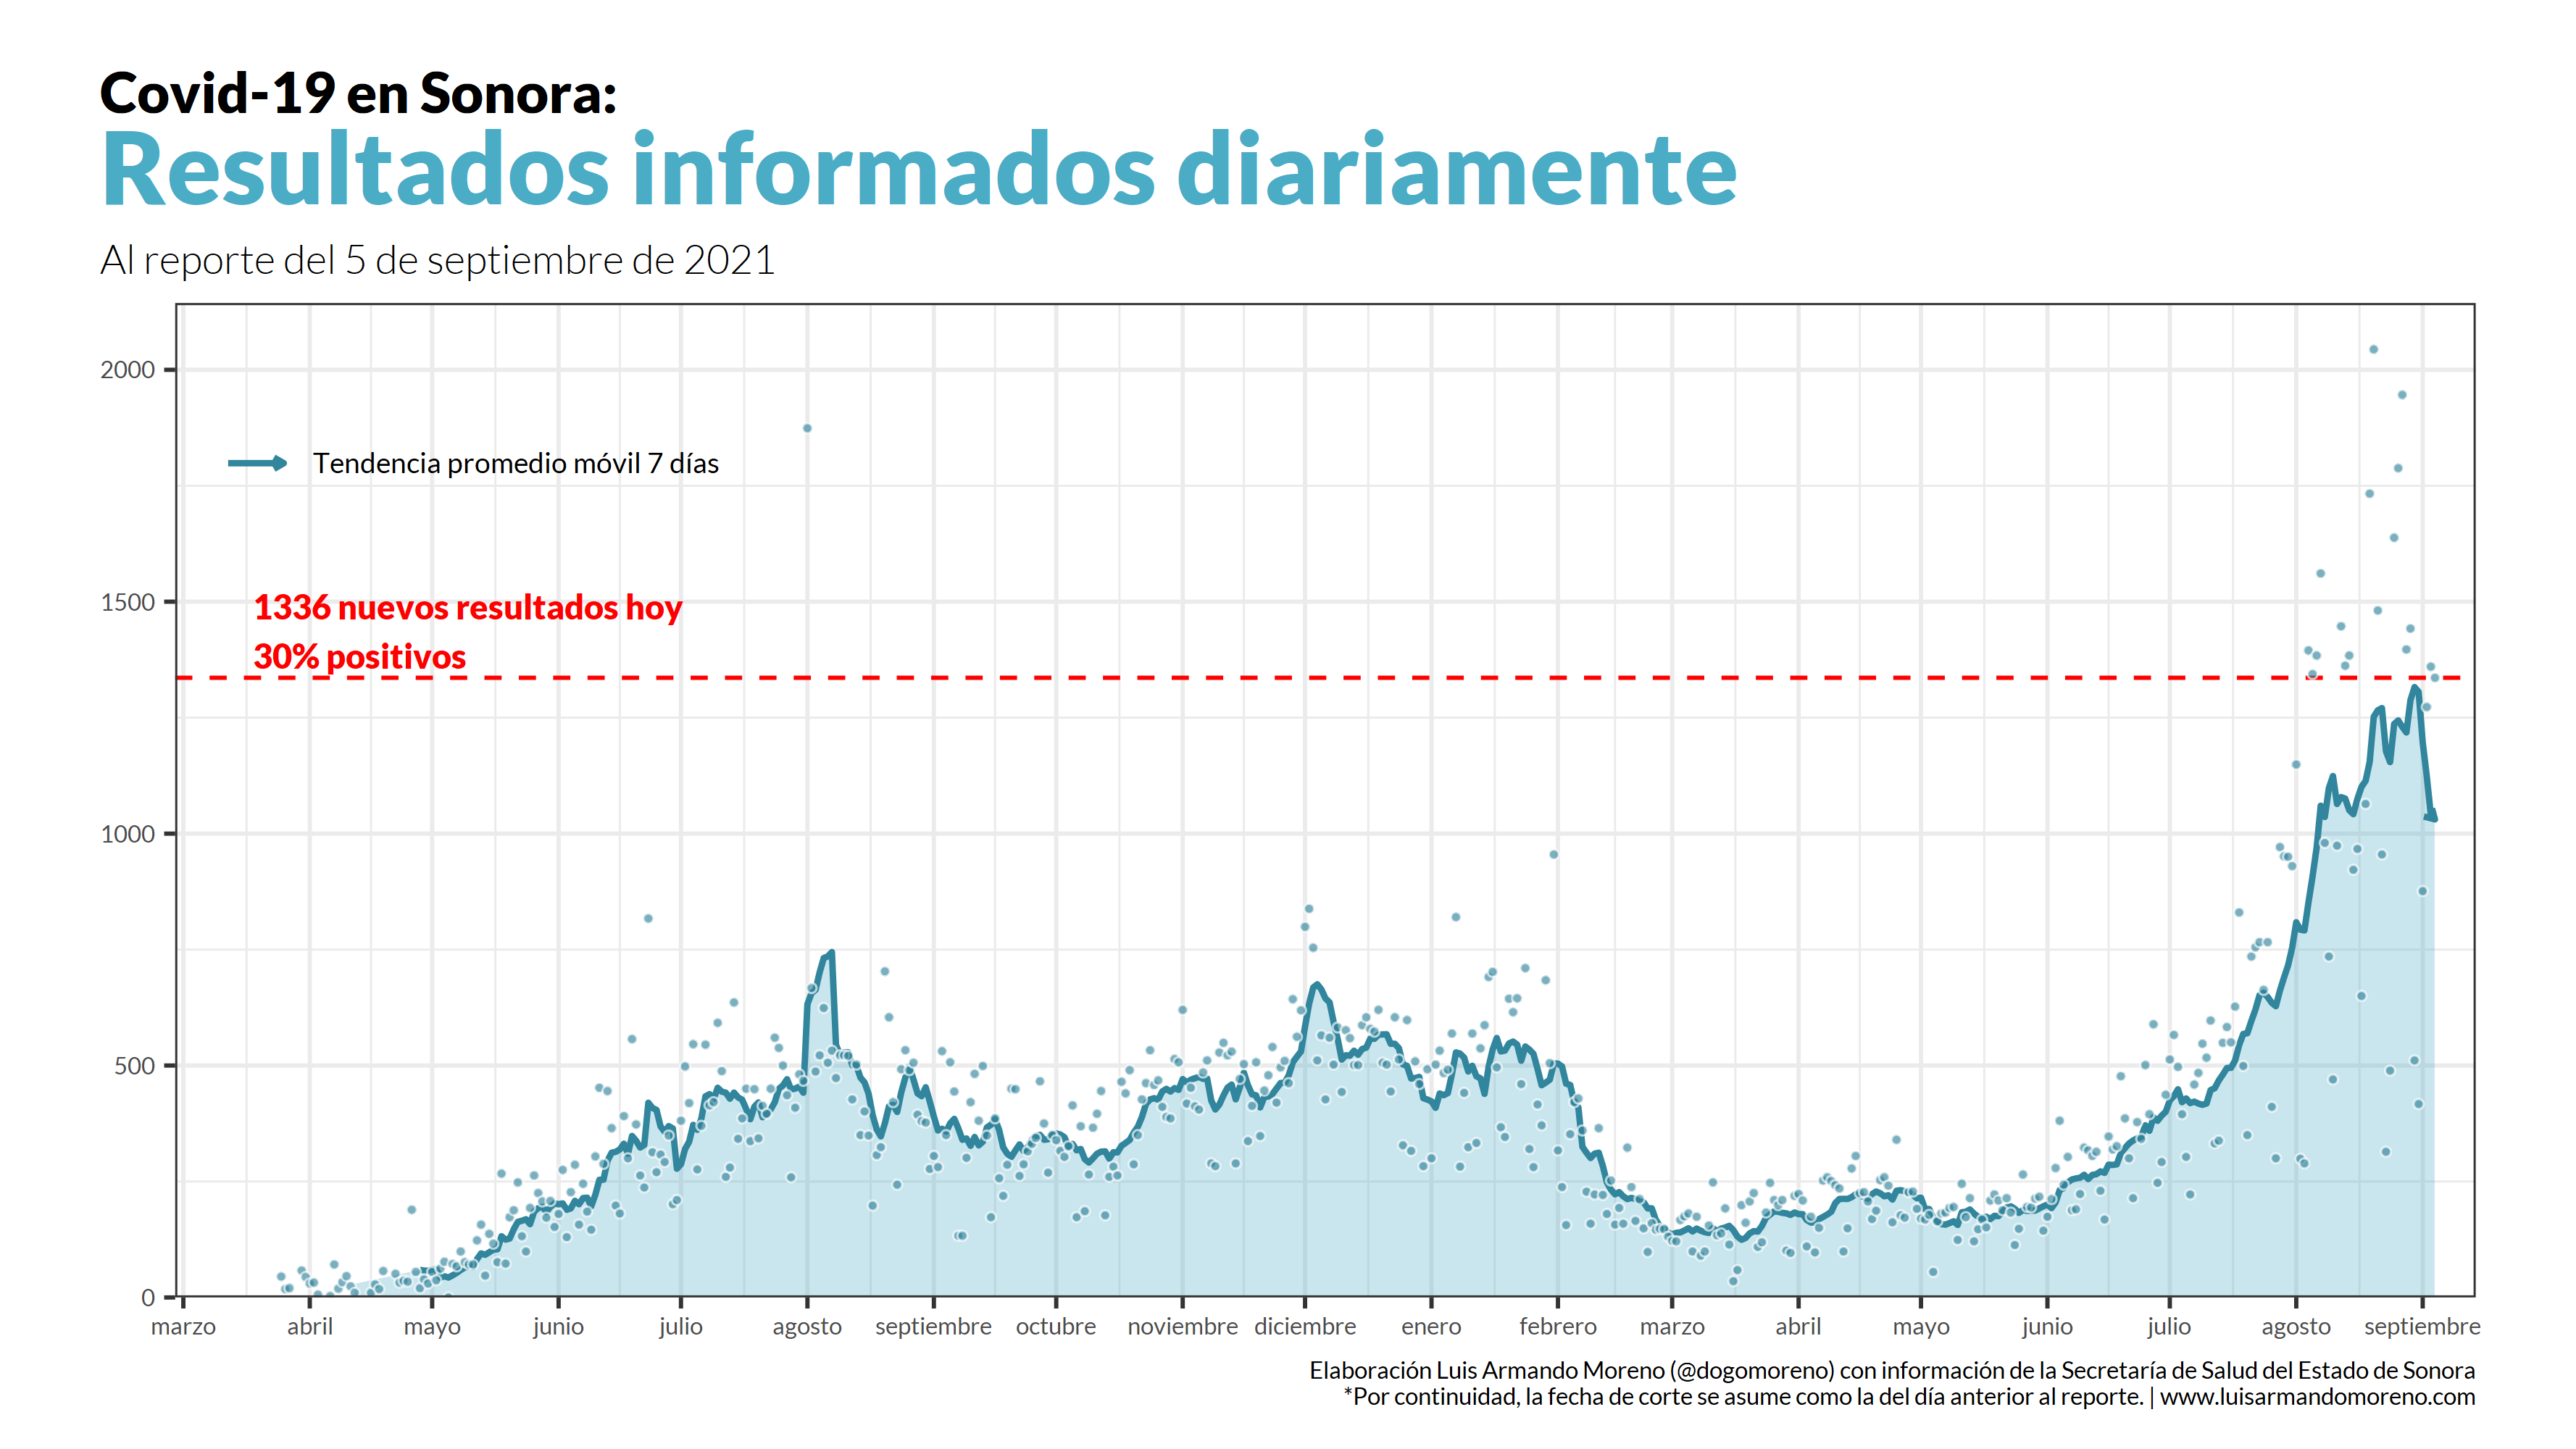 Covid-19 en Sonora:
Resultados informados diariamente
Al reporte del 5 de septiembre de 2021
2000
Tendencia promedio móvil 7 días
1500
1336 nuevos resultados hoy
30% positivos
1000
500
0
marzo abril mayo junio julio agosto septiembre octubre noviembre diciembre enero febrero marzo abril mayo junio julio agosto septiembre
Elaboración Luis Armando Moreno (@dogomoreno) con información de la Secretaría de Salud del Estado de Sonora
*Por continuidad, la fecha de corte se asume como la del día anterior al reporte. | www.luisarmandomoreno.com